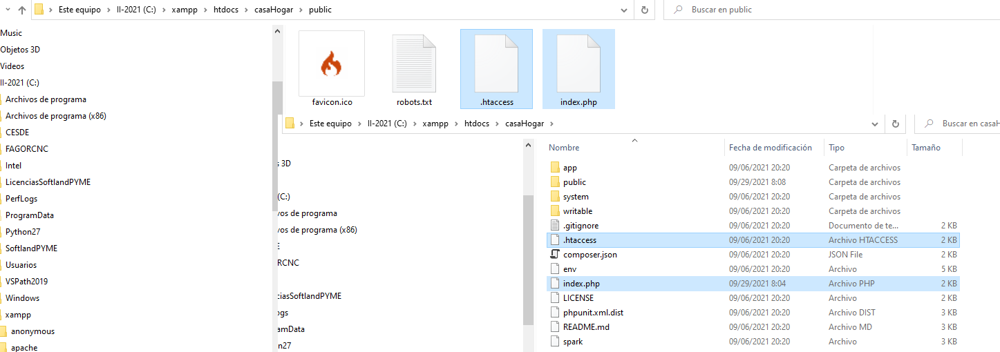 Este equipo > II-2021 (C:) > xampp > htdocs > casaHogar > public
Buscar en public
Music
Objetos 3D
Videos
II-2021 (C:)
Archivos de programa
Archivos de programa (x86)
CESDE
FAGORCNC
Intel
LicenciasSoftlandPYME
PerfLogs
ProgramData
Python27
SoftlandPYME
Usuarios
VSPath2019
Windows
xampp
anonymous
apache
favicon.ico
robots.txt
.htaccess
index.php
Este equipo > II-2021 (C:) > xampp > htdocs > casaHogar >
Buscar en casaH
s 3D
(C:)
vos de programa
vos de programa (x86)
E
ORCNC
nciasSoftlandPYME
ogs
amData
n27
Nombre Fecha de modificación Tipo Tamaño
app 09/06/2021 20:20 Carpeta de archivos
public 09/29/2021 8:08 Carpeta de archivos
system 09/06/2021 20:20 Carpeta de archivos
writable 09/06/2021 20:20 Carpeta de archivos
.gitignore 09/06/2021 20:20 Documento de te... 2 KB
.htaccess 09/06/2021 20:20 Archivo HTACCESS 2 KB
composer.json 09/06/2021 20:20 JSON File 2 KB
env 09/06/2021 20:20 Archivo 5 KB
index.php 09/29/2021 8:04 Archivo PHP 2 KB
LICENSE 09/06/2021 20:20 Archivo 2 KB
phpunit.xml.dist 09/06/2021 20:20 Archivo DIST 3 KB
README.md 09/06/2021 20:20 Archivo MD 3 KB
spark 09/06/2021 20:20 Archivo 3 KB